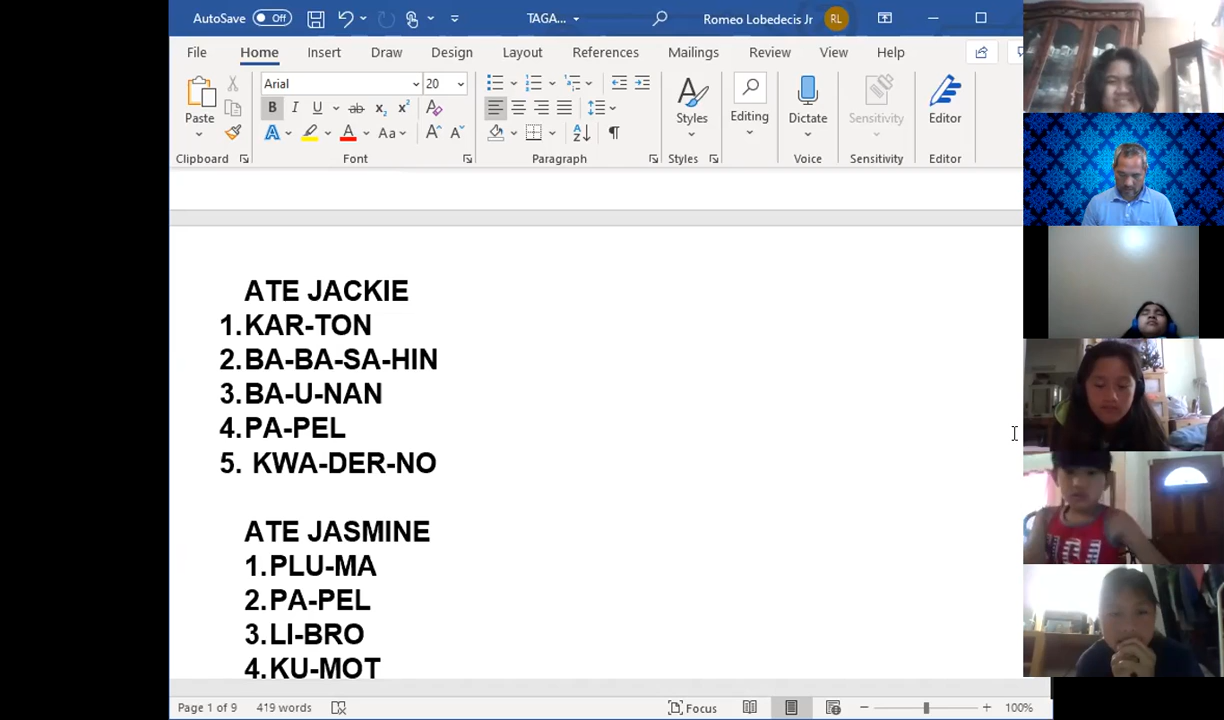 AutoSave Off TAGA... Romeo Lobedecis Jr RL
File Home Insert Draw Design Layout References Mailings Review View Help
Arial 20
Paste Styles Editing Dictate Sensitivity Editor
Clipboard Font Paragraph Styles Voice Sensitivity Editor
ATE JACKIE
1.KAR-TON
2.BA-BA-SA-HIN
3.BA-U-NAN
4.PA-PEL
5. KWA-DER-NO
ATE JASMINE
1.PLU-MA
2.PA-PEL
3.LI-BRO
4.KU-MOT
Page 1 of 9 419 words Focus 100%